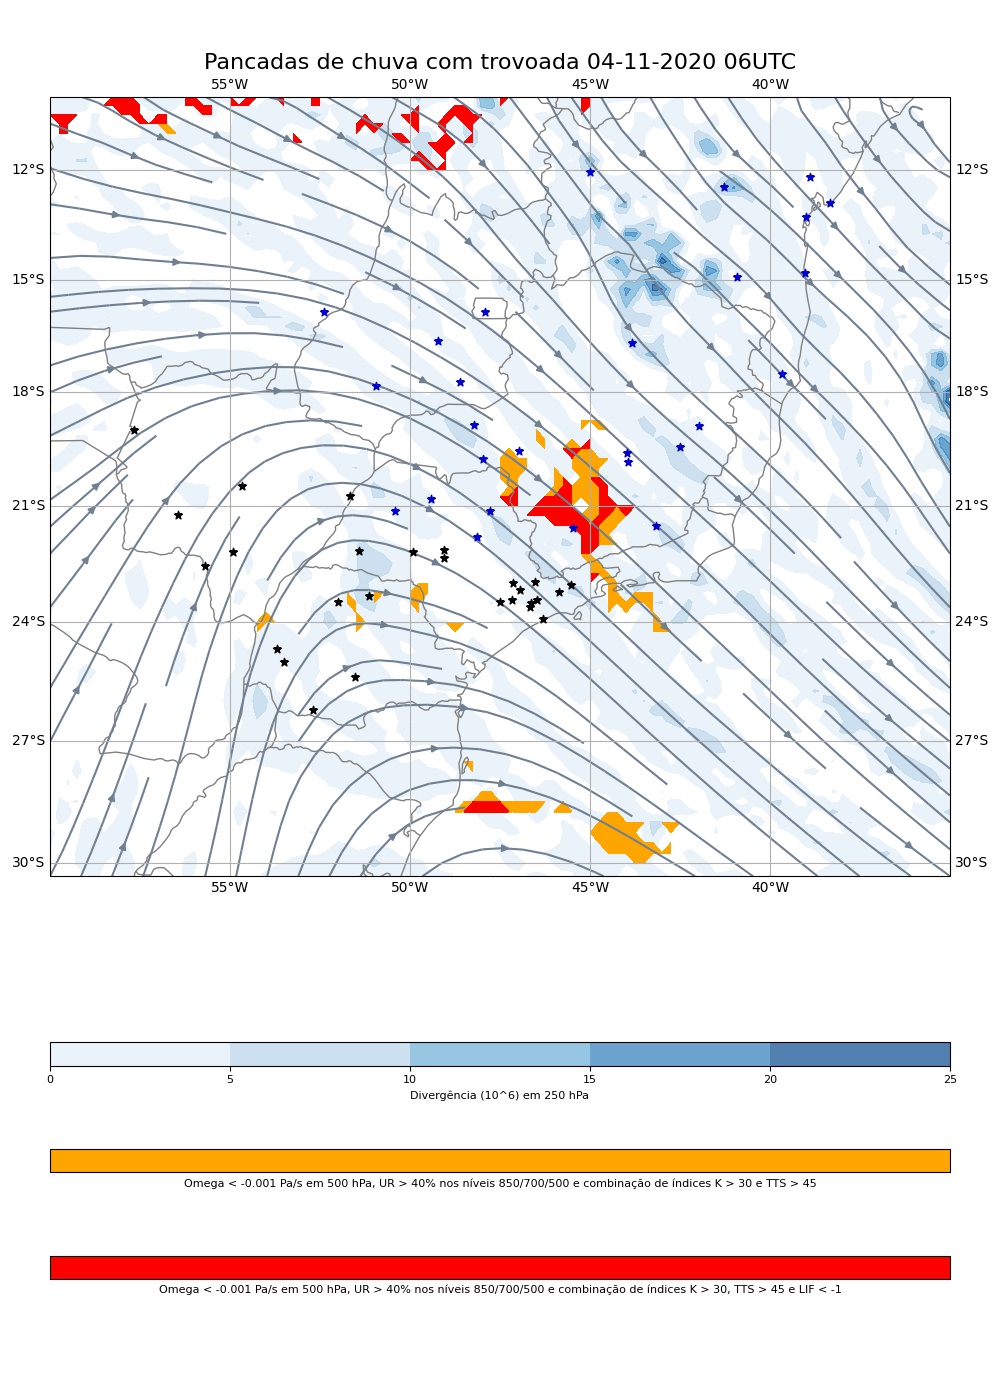 Pancadas de chuva com trovoada 04-11-2020 06UTC
55°W 50°W 45°W 40°W
12°S 12°S
15°S 15°S
18°S 18°S
21°S 21°S
24°S 24°S
27°S 27°S
30°S 30°S
55°W 50°W 45°W 40°W
0 5 10 15 20 25
Divergência (10^6) em 250 hPa
Omega < -0.001 Pa/s em 500 hPa, UR > 40% nos níveis 850/700/500 e combinação de índices K > 30 e TTS > 45
Omega < -0.001 Pa/s em 500 hPa, UR > 40% nos níveis 850/700/500 e combinação de índices K > 30, TTS > 45 e LIF < -1